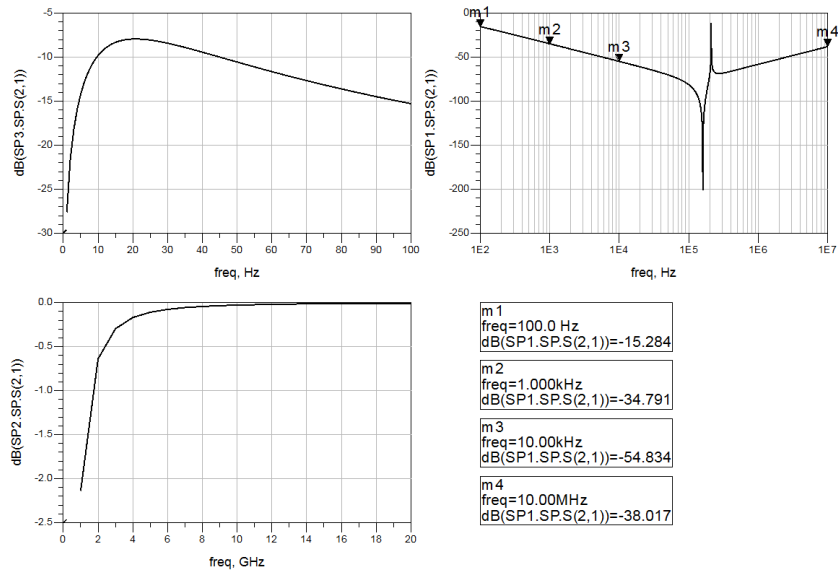 dB(SP3.SP.S(2,1))
-5
-10
-15
-20
-25
-30
0 10 20 30 40 50 60 70 80 90 100
freq, Hz
dB(SP1.SP.S(2,1))
0
-50
-100
-150
-200
-250
m1
m2
m3
m4
1E2 1E3 1E4 1E5 1E6 1E7
freq, Hz
dB(SP2.SP.S(2,1))
0.0
-0.5
-1.0
-1.5
-2.0
-2.5
0 2 4 6 8 10 12 14 16 18 20
freq, GHz
m1
freq=100.0 Hz
dB(SP1.SP.S(2,1))=-15.284
m2
freq=1.000kHz
dB(SP1.SP.S(2,1))=-34.791
m3
freq=10.00kHz
dB(SP1.SP.S(2,1))=-54.834
m4
freq=10.00MHz
dB(SP1.SP.S(2,1))=-38.017